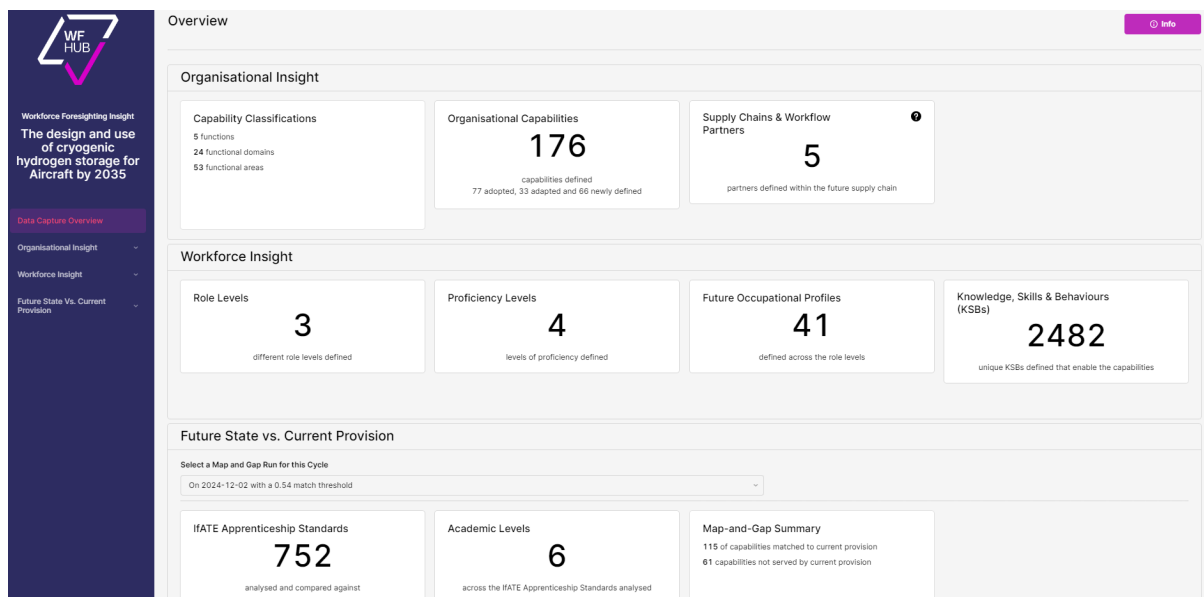 WF
HUB
Workforce Foresighting Insight
The design and use
of cryogenic
hydrogen storage for
Aircraft by 2035
Data Capture Overview
Organisational Insight
Workforce Insight
Future State Vs. Current
Provision
Overview
Info
Organisational Insight
Capability Classifications
5 functions
24 functional domains
53 functional areas
Organisational Capabilities
176
capabilities defined
77 adopted, 33 adapted and 66 newly defined
Supply Chains & Workflow
Partners
?
5
partners defined within the future supply chain
Workforce Insight
Role Levels
3
different role levels defined
Proficiency Levels
4
levels of proficiency defined
Future Occupational Profiles
41
defined across the role levels
Knowledge, Skills & Behaviours
(KSBs)
2482
unique KSBs defined that enable the capabilities
Future State vs. Current Provision
Select a Map and Gap Run for this Cycle
On 2024-12-02 with a 0.54 match threshold
IfATE Apprenticeship Standards
752
analysed and compared against
Academic Levels
6
across the IfATE Apprenticeship Standards analysed
Map-and-Gap Summary
115 of capabilities matched to current provision
61 capabilities not served by current provision